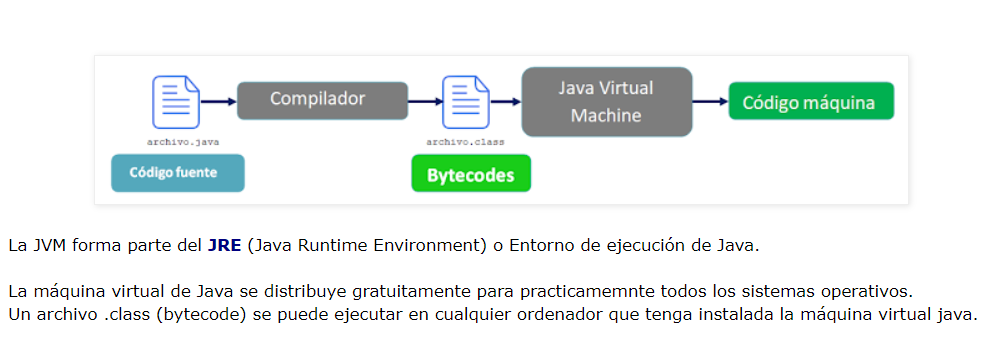 Compilador
Java Virtual
Machine
Código máquina
archivo.java
archivo.class
Código fuente
Bytecodes
La JVM forma parte del JRE (Java Runtime Environment) o Entorno de ejecución de Java.
La máquina virtual de Java se distribuye gratuitamente para practicamemnte todos los sistemas operativos.
Un archivo .class (bytecode) se puede ejecutar en cualquier ordenador que tenga instalada la máquina virtual java.